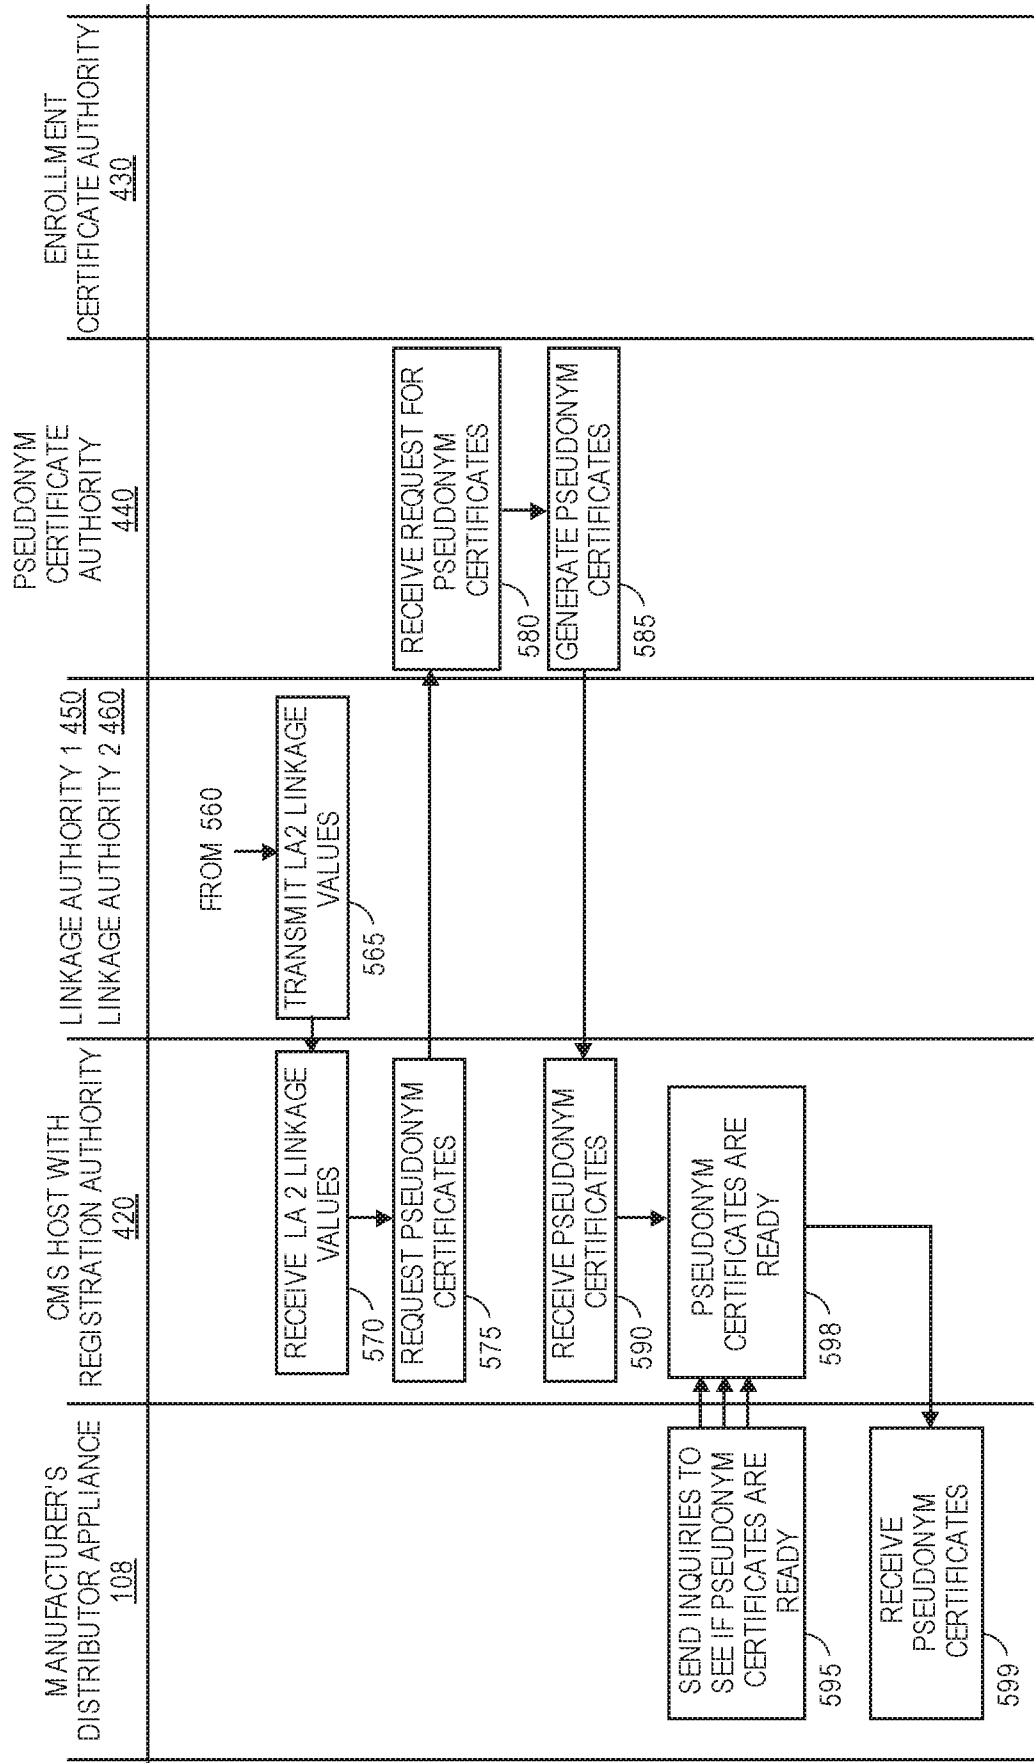 MANUFACTURER'S
DISTRIBUTOR APPLIANCE
108
CMS HOST WITH
REGISTRATION AUTHORITY
420
LINKAGE AUTHORITY 1 450
LINKAGE AUTHORITY 2 460
PSEUDONYM
CERTIFICATE
AUTHORITY
440
ENROLLMENT
CERTIFICATE AUTHORITY
430
FROM 560
TRANSMIT LA2 LINKAGE
VALUES
565
RECEIVE LA 2 LINKAGE
VALUES
570
REQUEST PSEUDONYM
CERTIFICATES
575
RECEIVE REQUEST FOR
PSEUDONYM
CERTIFICATES
580
GENERATE PSEUDONYM
CERTIFICATES
585
RECEIVE PSEUDONYM
CERTIFICATES
590
SEND INQUIRIES TO
SEE IF PSEUDONYM
CERTIFICATES ARE
READY
595
PSEUDONYM
CERTIFICATES ARE
READY
598
RECEIVE
PSEUDONYM
CERTIFICATES
599